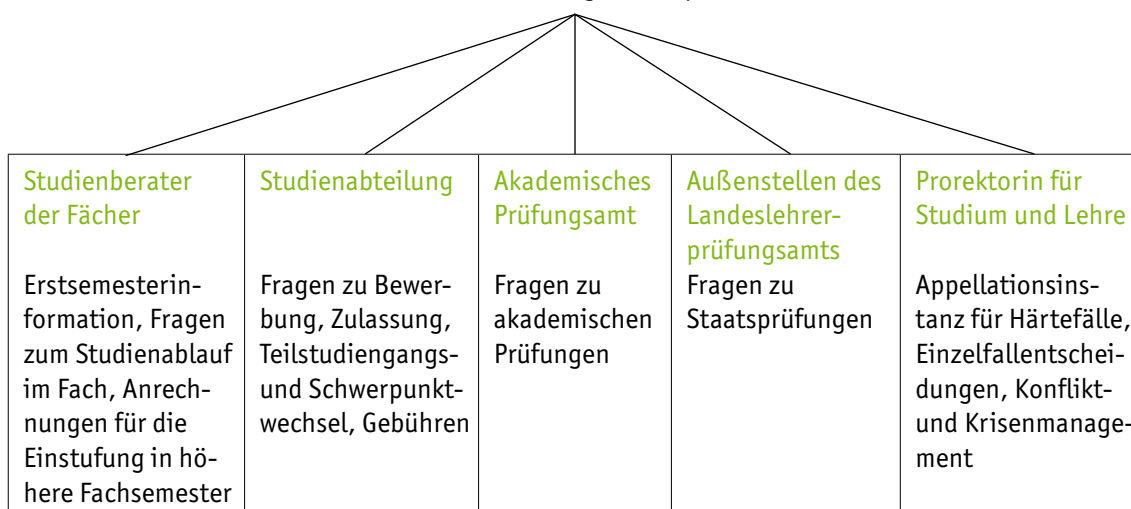 Studienberater
der Fächer
Erstsemesterin-
formation, Fragen
zum Studienablauf
im Fach, Anrech-
nungen für die
Einstufung in hö-
here Fachsemester
Studienabteilung
Fragen zu Bewer-
bung, Zulassung,
Teilstudiengangs-
und Schwerpunkt-
wechsel, Gebühren
Akademisches
Prüfungsamt
Fragen zu
akademischen
Prüfungen
Außenstellen des
Landeslehrer-
prüfungsamts
Fragen zu
Staatsprüfungen
Prorektorin für
Studium und Lehre
Appellationsins-
tanz für Härtefälle,
Einzelfallentschei-
dungen, Konflikt-
und Krisenmanage-
ment